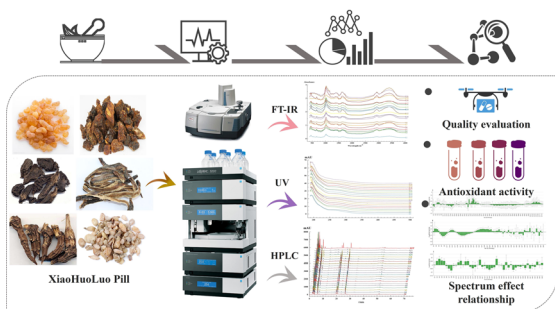 FT-IR
Quality evaluation
UV
Antioxidant activity
HPLC
XiaoHuoLuo Pill
Spectrum effect
relationship